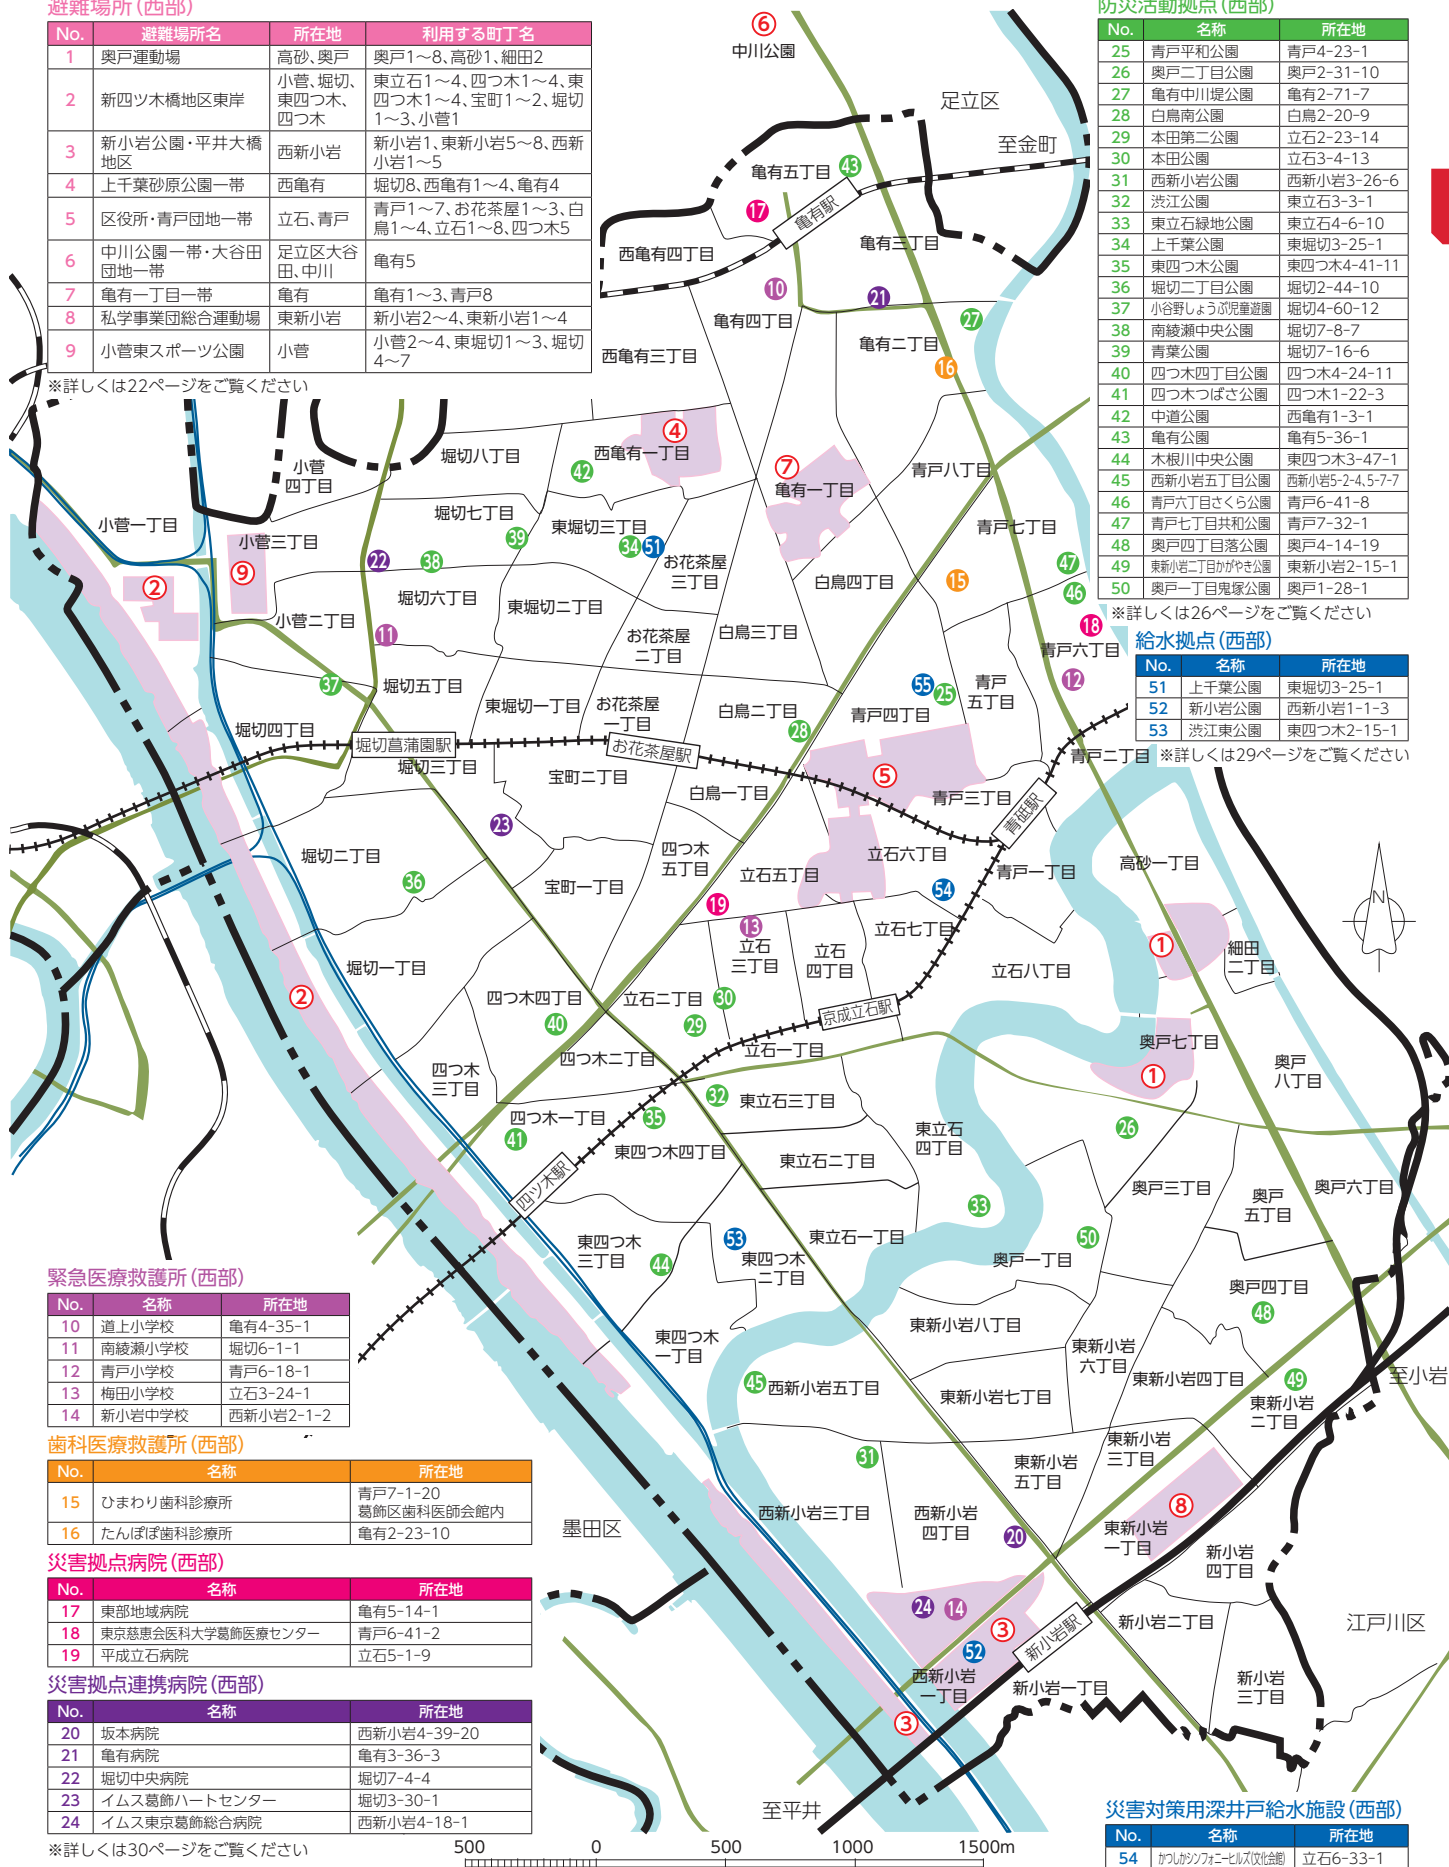 避難場所（西部）
No. 避難場所名 所在地 利用する町丁名
1 奥戸運動場 高砂、奥戸 奥戸1～8、高砂1、細田2
2 新四ツ木橋地区東岸 小菅、堀切、東四つ木、四つ木 東立石1～4、四つ木1～4、東四つ木1～4、宝町1～2、堀切1～3、小菅1
3 新小岩公園・平井大橋地区 西新小岩 新小岩1、東新小岩5～8、西新小岩1～5
4 上千葉砂原公園一帯 西亀有 堀切8、西亀有1～4、亀有4
5 区役所・青戸団地一帯 立石、青戸 青戸1～7、お花茶屋1～3、白鳥1～4、立石1～8、四つ木5
6 中川公園一帯・大谷田団地一帯 足立区大谷田、中川 亀有5
7 亀有一丁目一帯 亀有 亀有1～3、青戸8
8 私学事業団総合運動場 東新小岩 新小岩2～4、東新小岩1～4
9 小菅東スポーツ公園 小菅 小菅2～4、東堀切1～3、堀切4～7
※詳しくは22ページをご覧ください
防災活動拠点（西部）
No. 名称 所在地
25 青戸平和公園 青戸4-23-1
26 奥戸二丁目公園 奥戸2-31-10
27 亀有中川堤公園 亀有2-71-7
28 白鳥南公園 白鳥2-20-9
29 本田第二公園 立石2-23-14
30 本田公園 立石3-4-13
31 西新小岩公園 西新小岩3-26-6
32 渋江公園 東立石3-3-1
33 東立石緑地公園 東立石4-6-10
34 上千葉公園 東堀切3-25-1
35 東四つ木公園 東四つ木4-41-11
36 堀切二丁目公園 堀切2-44-10
37 小谷野しょうぶ児童遊園 堀切4-60-12
38 南綾瀬中央公園 堀切7-8-7
39 青葉公園 堀切7-16-6
40 四つ木四丁目公園 四つ木4-24-11
41 四つ木つばさ公園 四つ木1-22-3
42 中道公園 西亀有1-3-1
43 亀有公園 亀有5-36-1
44 木根川中央公園 東四つ木3-47-1
45 西新小岩五丁目公園 西新小岩5-2-4、5-7-7
46 青戸六丁目さくら公園 青戸6-41-8
47 青戸七丁目共和公園 青戸7-32-1
48 奥戸四丁目落公園 奥戸4-14-19
49 東新小岩二丁目かがやき公園 東新小岩2-15-1
50 奥戸一丁目鬼塚公園 奥戸1-28-1
※詳しくは26ページをご覧ください
給水拠点（西部）
No. 名称 所在地
51 上千葉公園 東堀切3-25-1
52 新小岩公園 西新小岩1-1-3
53 渋江東公園 東四つ木2-15-1
※詳しくは29ページをご覧ください
⑥
中川公園
足立区
至金町
亀有五丁目
43
17
亀有駅
西亀有四丁目
亀有三丁目
10
21
亀有四丁目
27
西亀有三丁目
亀有二丁目
16
④
堀切八丁目
西亀有一丁目
42
⑦
亀有一丁目
青戸八丁目
小菅
四丁目
小菅一丁目
堀切七丁目
39
東堀切三丁目
34
51
青戸七丁目
小菅三丁目
⑨
②
22
38
お花茶屋
三丁目
白鳥四丁目
15
47
46
堀切六丁目
東堀切二丁目
小菅二丁目
11
お花茶屋
二丁目
白鳥三丁目
18
青戸六丁目
12
37
堀切五丁目
55
25
青戸
五丁目
東堀切一丁目
お花茶屋
一丁目
白鳥二丁目
28
青戸四丁目
堀切四丁目
堀切菖蒲園駅
お花茶屋駅
青戸二丁目
堀切三丁目
宝町二丁目
⑤
白鳥一丁目
青戸三丁目
青砥駅
23
堀切二丁目
四つ木
五丁目
立石六丁目
高砂一丁目
36
宝町一丁目
立石五丁目
青戸一丁目
54
19
13
N
立石七丁目
①
細田
二丁目
立石
三丁目
立石
四丁目
堀切一丁目
立石八丁目
②
四つ木四丁目
立石二丁目
30
40
29
京成立石駅
四つ木二丁目
立石一丁目
奥戸七丁目
四つ木
三丁目
①
奥戸
八丁目
32
東立石三丁目
四つ木一丁目
35
41
東立石
四丁目
26
東四つ木四丁目
東立石二丁目
四ツ木駅
奥戸三丁目
奥戸
五丁目
奥戸六丁目
33
53
東立石一丁目
50
東四つ木
三丁目
44
東四つ木
二丁目
奥戸一丁目
奥戸四丁目
48
東新小岩八丁目
東四つ木
一丁目
東新小岩
六丁目
45
西新小岩五丁目
東新小岩七丁目
東新小岩四丁目
49
至小岩
東新小岩
二丁目
31
東新小岩
三丁目
東新小岩
五丁目
西新小岩三丁目
西新小岩
四丁目
⑧
墨田区
20
東新小岩
一丁目
新小岩
四丁目
24
14
③
52
新小岩駅
新小岩二丁目
江戸川区
西新小岩
一丁目
新小岩一丁目
新小岩
三丁目
③
至平井
緊急医療救護所（西部）
No. 名称 所在地
10 道上小学校 亀有4-35-1
11 南綾瀬小学校 堀切6-1-1
12 青戸小学校 青戸6-18-1
13 梅田小学校 立石3-24-1
14 新小岩中学校 西新小岩2-1-2
歯科医療救護所（西部）
No. 名称 所在地
15 ひまわり歯科診療所 青戸7-1-20 葛飾区歯科医師会館内
16 たんぽぽ歯科診療所 亀有2-23-10
災害拠点病院（西部）
No. 名称 所在地
17 東部地域病院 亀有5-14-1
18 東京慈恵会医科大学葛飾医療センター 青戸6-41-2
19 平成立石病院 立石5-1-9
災害拠点連携病院（西部）
No. 名称 所在地
20 坂本病院 西新小岩4-39-20
21 亀有病院 亀有3-36-3
22 堀切中央病院 堀切7-4-4
23 イムス葛飾ハートセンター 堀切3-30-1
24 イムス東京葛飾総合病院 西新小岩4-18-1
※詳しくは30ページをご覧ください
500 0 500 1000 1500m
災害対策用深井戸給水施設（西部）
No. 名称 所在地
54 かつしかシンフォニーヒルズ（文化会館） 立石6-33-1